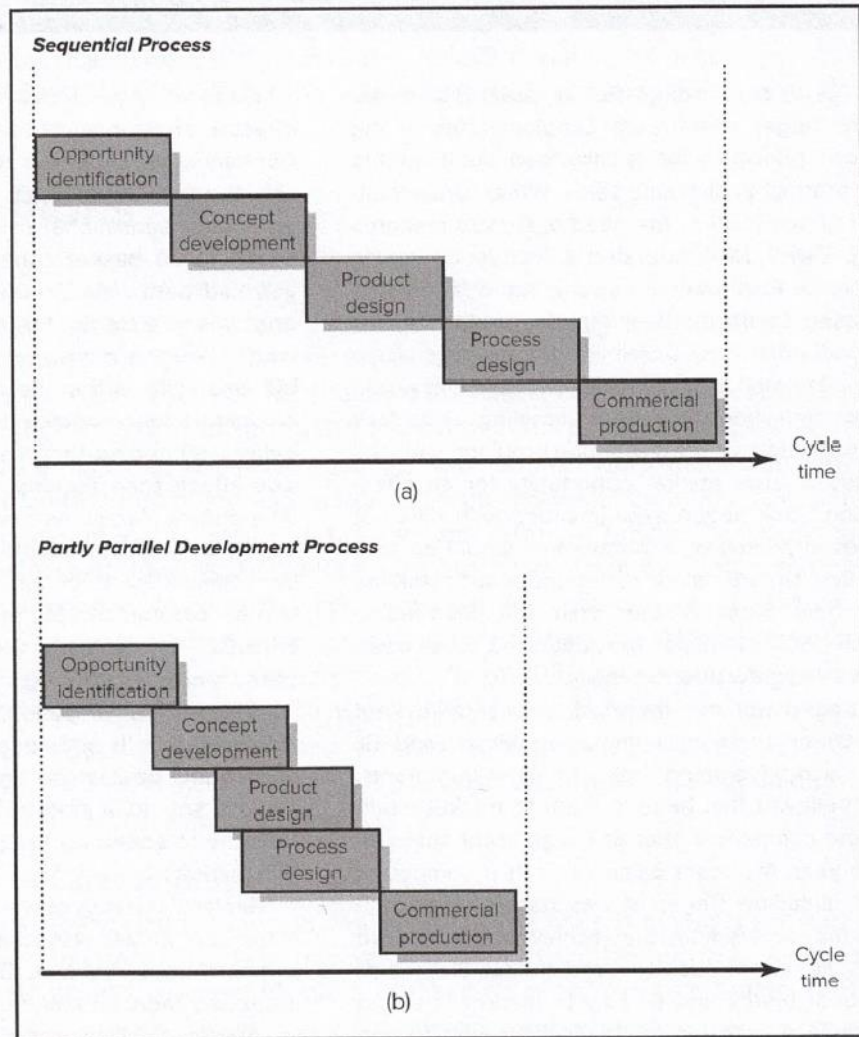 Sequential Process
Opportunity
identification
Concept
development
Product
design
Process
design
Commercial
production
Cycle
time
(a)
Partly Parallel Development Process
Opportunity
identification
Concept
development
Product
design
Process
design
Commercial
production
Cycle
time
(b)